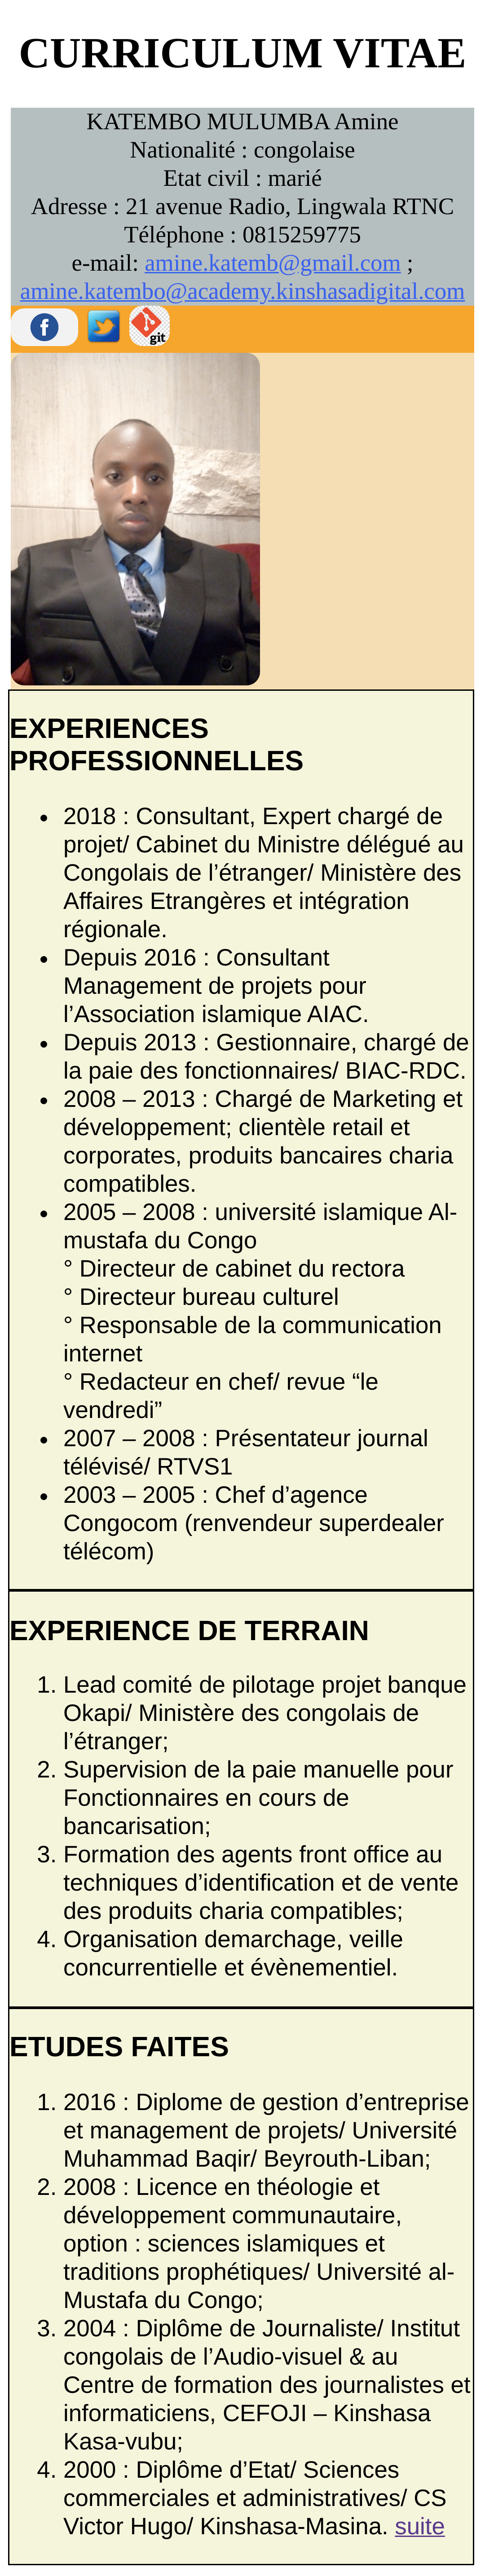 CURRICULUM VITAE
KATEMBO MULUMBA Amine
Nationalité : congolaise
Etat civil : marié
Adresse : 21 avenue Radio, Lingwala RTNC
Téléphone : 0815259775
e-mail: amine.katemb@gmail.com ;
amine.katembo@academy.kinshasadigital.com
git
EXPERIENCES
PROFESSIONNELLES
• 2018 : Consultant, Expert chargé de
projet/ Cabinet du Ministre délégué au
Congolais de l’étranger/ Ministère des
Affaires Etrangères et intégration
régionale.
• Depuis 2016 : Consultant
Management de projets pour
l’Association islamique AIAC.
• Depuis 2013 : Gestionnaire, chargé de
la paie des fonctionnaires/ BIAC-RDC.
• 2008 – 2013 : Chargé de Marketing et
développement; clientèle retail et
corporates, produits bancaires charia
compatibles.
• 2005 – 2008 : université islamique Al-
mustafa du Congo
° Directeur de cabinet du rectora
° Directeur bureau culturel
° Responsable de la communication
internet
° Redacteur en chef/ revue “le
vendredi”
• 2007 – 2008 : Présentateur journal
télévisé/ RTVS1
• 2003 – 2005 : Chef d’agence
Congocom (renvendeur superdealer
télécom)
EXPERIENCE DE TERRAIN
1. Lead comité de pilotage projet banque
Okapi/ Ministère des congolais de
l’étranger;
2. Supervision de la paie manuelle pour
Fonctionnaires en cours de
bancarisation;
3. Formation des agents front office au
techniques d’identification et de vente
des produits charia compatibles;
4. Organisation demarchage, veille
concurrentielle et évènementiel.
ETUDES FAITES
1. 2016 : Diplome de gestion d’entreprise
et management de projets/ Université
Muhammad Baqir/ Beyrouth-Liban;
2. 2008 : Licence en théologie et
développement communautaire,
option : sciences islamiques et
traditions prophétiques/ Université al-
Mustafa du Congo;
3. 2004 : Diplôme de Journaliste/ Institut
congolais de l’Audio-visuel & au
Centre de formation des journalistes et
informaticiens, CEFOJI – Kinshasa
Kasa-vubu;
4. 2000 : Diplôme d’Etat/ Sciences
commerciales et administratives/ CS
Victor Hugo/ Kinshasa-Masina. suite